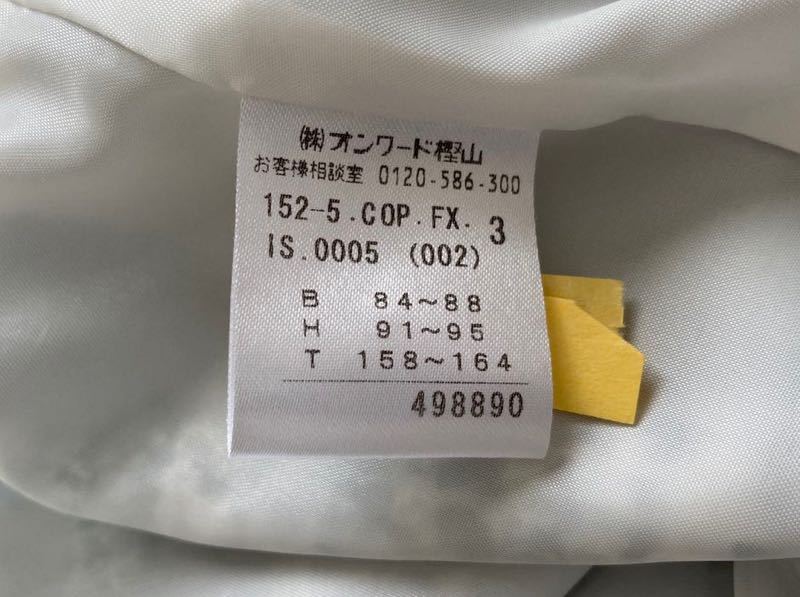 ㈱オンワード樫山
お客様相談室 0120-586-300
152-5.COP.FX. 3
IS.0005 (002)
B 84～88
H 91～95
T 158～164
498890